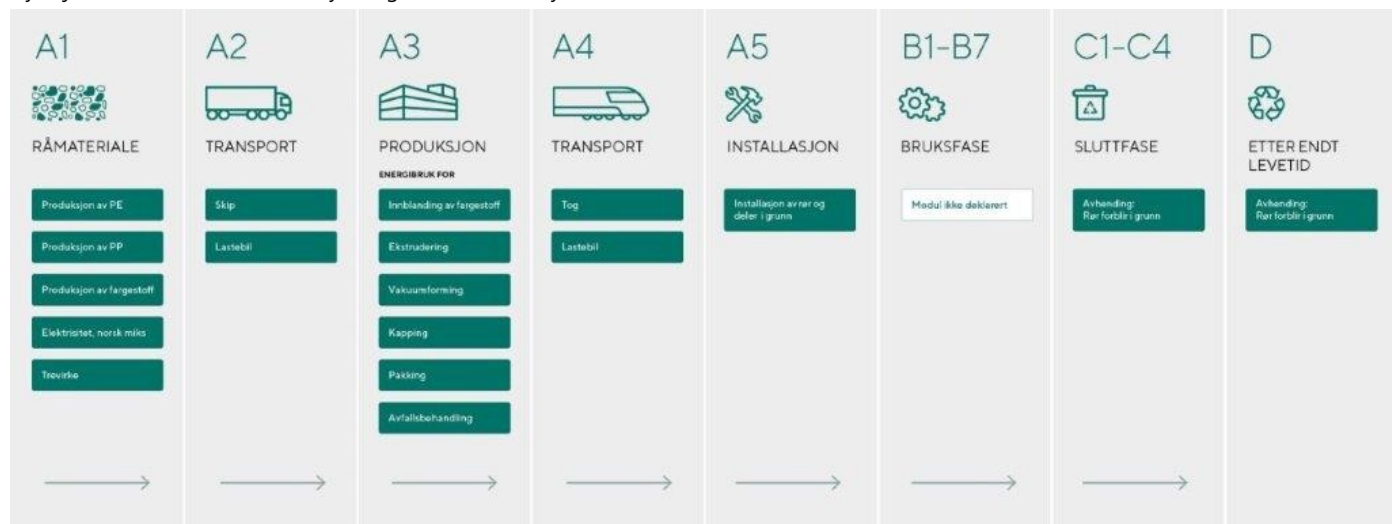 A1
RÅMATERIALE
Produksjon av PE
Produksjon av PP
Produksjon av fargestoff
Elektrisitet, norsk miks
Trevirke
A2
TRANSPORT
Skip
Lastebil
A3
PRODUKSJON
ENERGIBRUK FOR
Innblanding av fargestoff
Ekstrudering
Vakuumforming
Kapping
Pakking
Avfallsbehandling
A4
TRANSPORT
Tog
Lastebil
A5
INSTALLASJON
Installasjon av rør og
deler i grunn
B1-B7
BRUKSFASE
Modul ikke deklarert
C1-C4
SLUTTFASE
Avhending:
Rør forblir i grunn
D
ETTER ENDT
LEVETID
Avhending:
Rør forblir i grunn